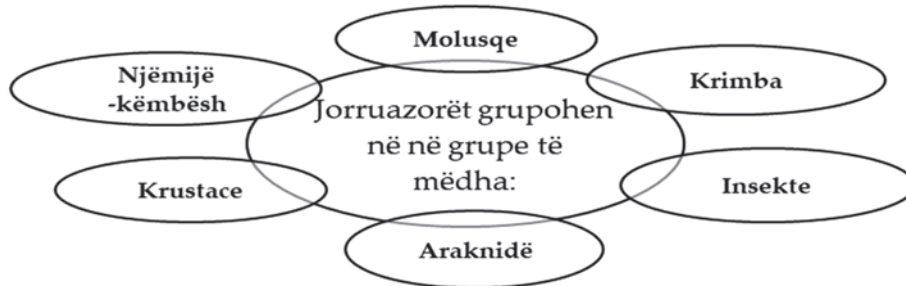 Molusqe
Njëmijë
-këmbësh
Krimba
Jorruazorët grupohen
në në grupe të
mëdha:
Krustace
Insekte
Araknidë